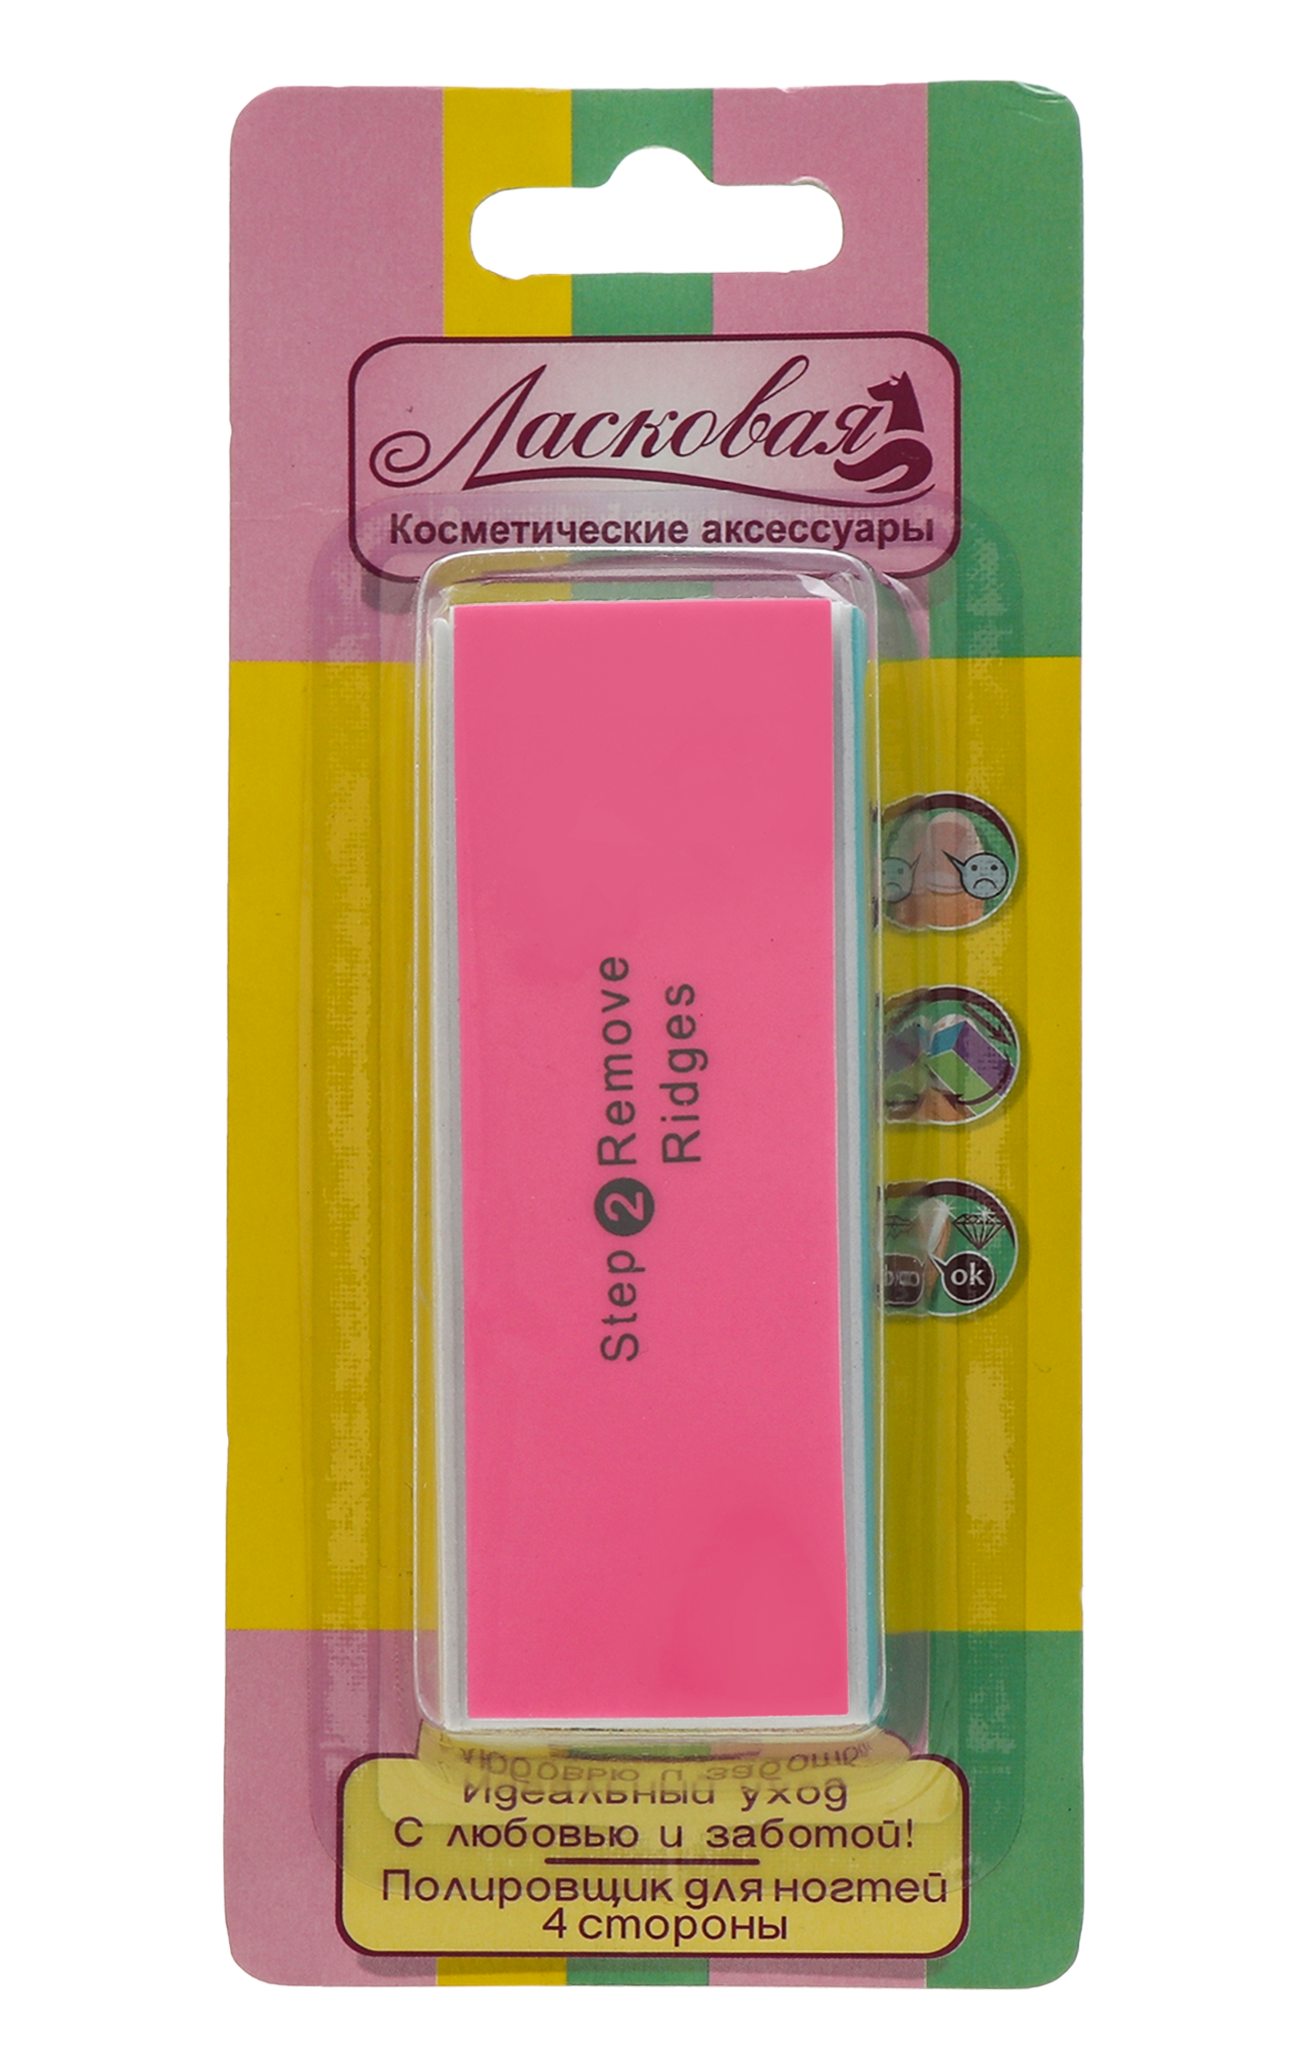 Ласковая
Косметические аксессуары
Step 2 Remove
Ridges
ok
Идеальный уход
С любовью и заботой!
Полировщик для ногтей
4 стороны